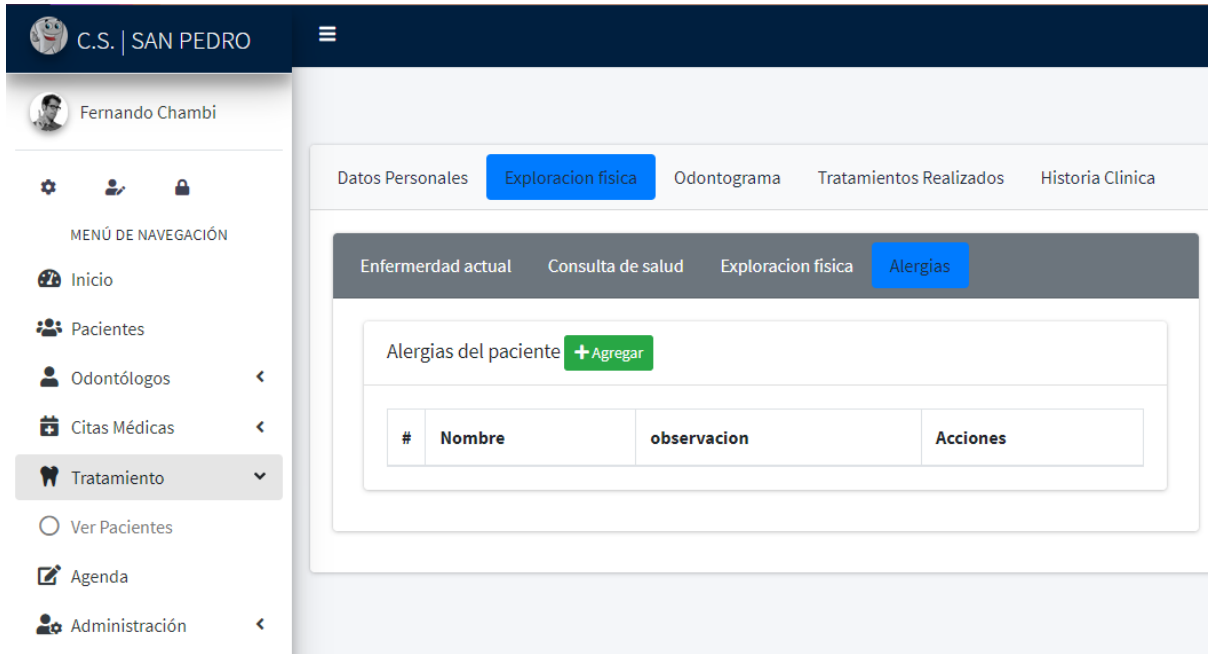 C.S. | SAN PEDRO
Fernando Chambi
MENÚ DE NAVEGACIÓN
Inicio
Pacientes
Odontólogos
Citas Médicas
Tratamiento
Ver Pacientes
Agenda
Administración
Datos Personales Exploracion fisica Odontograma Tratamientos Realizados Historia Clinica
Enfermerdad actual Consulta de salud Exploracion fisica Alergias
Alergias del paciente Agregar
# Nombre observacion Acciones